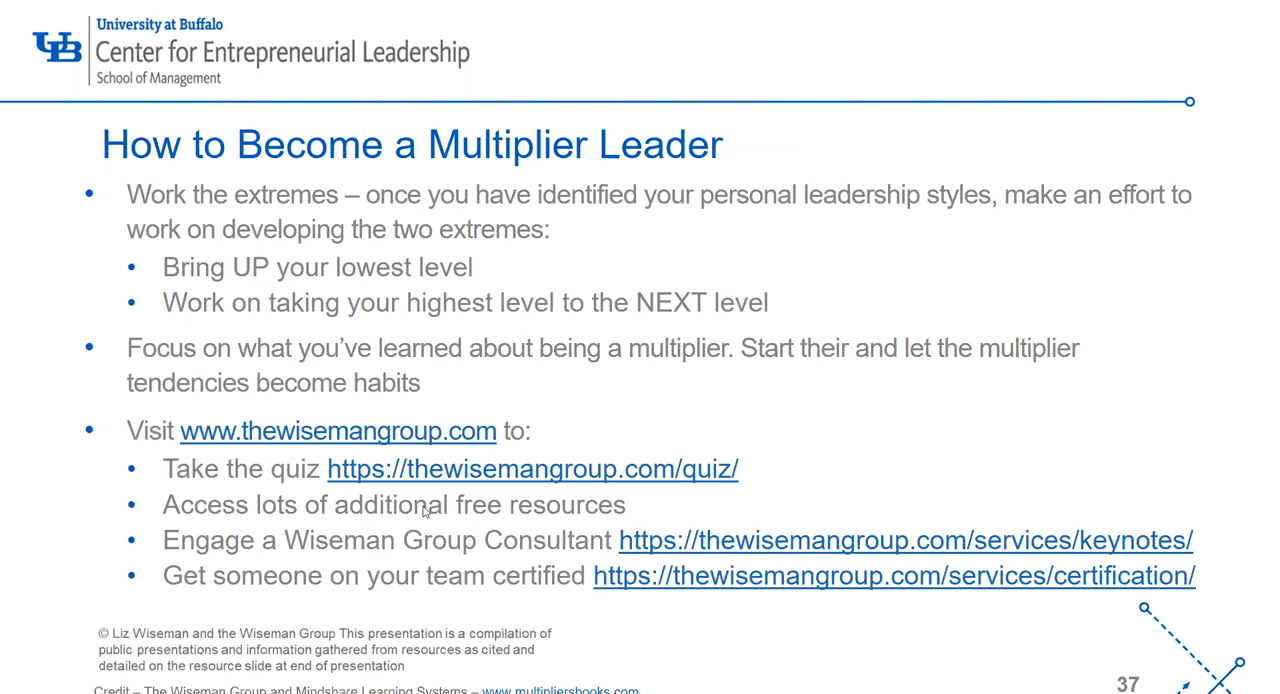 University at Buffalo
Center for Entrepreneurial Leadership
School of Management
How to Become a Multiplier Leader
• Work the extremes – once you have identified your personal leadership styles, make an effort to
work on developing the two extremes:
• Bring UP your lowest level
• Work on taking your highest level to the NEXT level
• Focus on what you’ve learned about being a multiplier. Start their and let the multiplier
tendencies become habits
• Visit www.thewisemangroup.com to:
• Take the quiz https://thewisemangroup.com/quiz/
• Access lots of additional free resources
• Engage a Wiseman Group Consultant https://thewisemangroup.com/services/keynotes/
• Get someone on your team certified https://thewisemangroup.com/services/certification/
© Liz Wiseman and the Wiseman Group This presentation is a compilation of
public presentations and information gathered from resources as cited and
detailed on the resource slide at end of presentation
Credit – The Wiseman Group and Mindshare Learning Systems – www.multipliersbooks.com
37